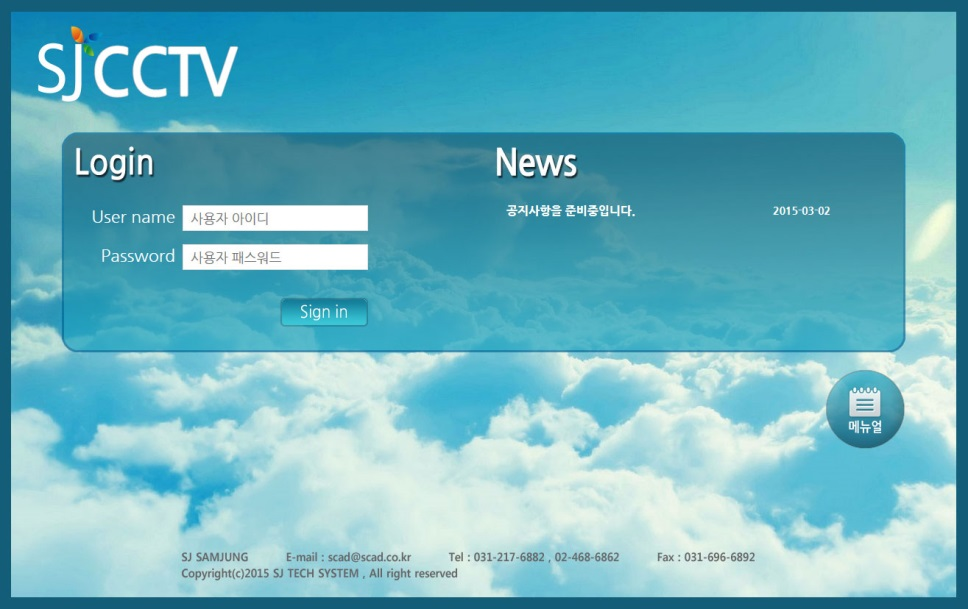 SJ CCTV
Login
User name 사용자 아이디
Password 사용자 패스워드
Sign in
News
공지사항을 준비중입니다. 2015-03-02
메뉴얼
SJ SAMJUNG E-mail : scad@scad.co.kr Tel : 031-217-6882 , 02-468-6862 Fax : 031-696-6892
Copyright(c)2015 SJ TECH SYSTEM , All right reserved